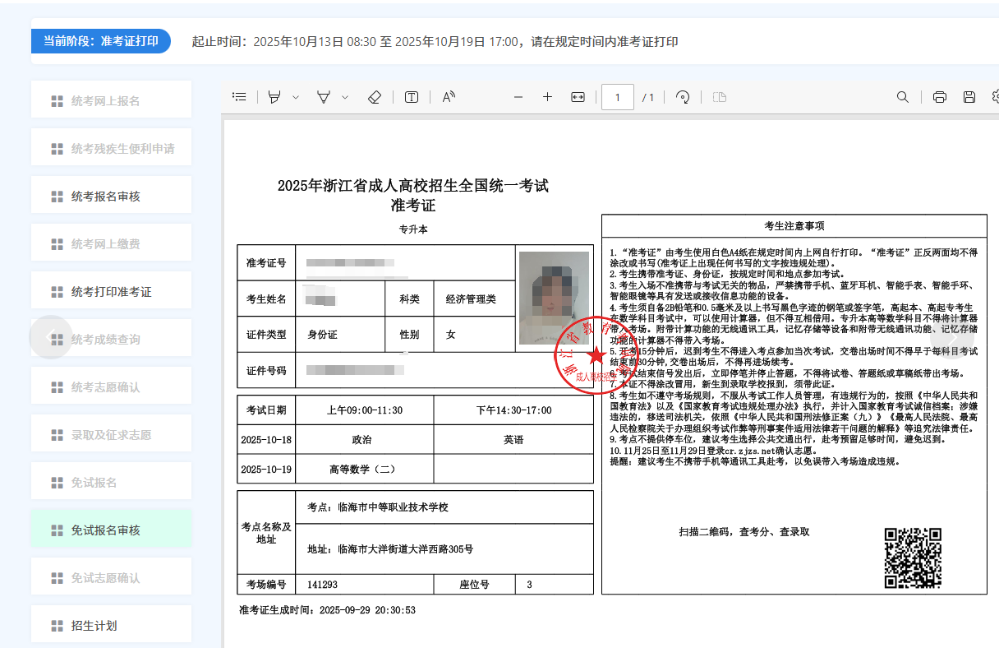 当前阶段：准考证打印
起止时间：2025年10月13日 08:30 至 2025年10月19日 17:00，请在规定时间内准考证打印
统考网上报名
统考残疾生便利申请
统考报名审核
统考网上缴费
统考打印准考证
统考成绩查询
统考志愿确认
录取及征求志愿
免试报名
免试报名审核
免试志愿确认
招生计划
1 / 1
2025年浙江省成人高校招生全国统一考试
准考证
专升本
准考证号
考生姓名 科类 经济管理类
证件类型 身份证 性别 女
证件号码
考试日期 上午09:00-11:30 下午14:30-17:00
2025-10-18 政治 英语
2025-10-19 高等数学（二）
考点名称及
地址
考点：临海市中等职业技术学校
地址：临海市大洋街道大洋西路305号
考场编号 141293 座位号 3
准考证生成时间：2025-09-29 20:30:53
浙江省教育考试院
成人高校招生
考生注意事项
1.“准考证”由考生使用白色A4纸在规定时间内上网自行打印。“准考证”正反两面均不得
涂改或书写(准考证上出现任何书写的文字按违规处理)。
2.考生携带准考证、身份证，按规定时间和地点参加考试。
3.考生入场不准携带与考试无关的物品，严禁携带手机、蓝牙耳机、智能手表、智能手环、
智能眼镜等具有发送或接收信息功能的设备。
4.考生须自备2B铅笔和0.5毫米及以上书写黑色字迹的钢笔或签字笔，高起本、高起专考生
在数学科目考试中，可以使用计算器，但不得互相借用。专升本高等数学科目不得将计算器
带入考场。附带计算功能的无线通讯工具，记忆存储等设备和附带无线通讯功能、记忆存储
功能的计算器不得带入考场。
5.开考15分钟后，迟到考生不得进入考点参加当次考试，交卷出场时间不得早于每科目考试
结束前30分钟,交卷出场后，不得再进场续考。
6.考试结束信号发出后，立即停笔并停止答题，不得将试卷、答题纸或草稿纸带出考场。
7.本证不得涂改冒用，新生到录取学校报到，须带此证。
8.考生如不遵守考场规则，不服从考试工作人员管理，有违规行为的，按照《中华人民共和
国教育法》以及《国家教育考试违规处理办法》执行，并计入国家教育考试诚信档案；涉嫌
违法的，移送司法机关，依照《中华人民共和国刑法修正案（九）》《最高人民法院、最高
人民检察院关于办理组织考试作弊等刑事案件适用法律若干问题的解释》等追究法律责任。
9.考点不提供停车位，建议考生选择公共交通出行，赴考预留足够时间，避免迟到。
10.11月25日至11月29日登录cr.zjzs.net确认志愿。
提醒：建议考生不携带手机等通讯工具赴考，以免误带入考场造成违规。
扫描二维码，查考分、查录取